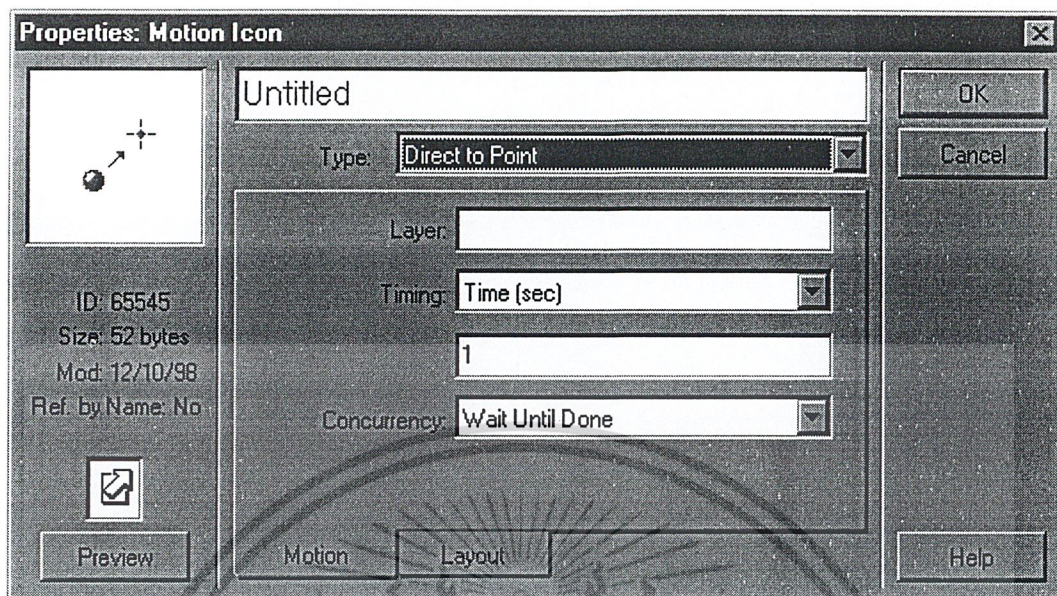 Properties: Motion Icon
Untitled
OK
Type: Direct to Point
Cancel
Layer:
Timing: Time (sec)
ID: 65545
Size: 52 bytes
1
Mod: 12/10/98
Ref. by Name: No
Concurrency: Wait Until Done
Preview
Motion
Layout
Help